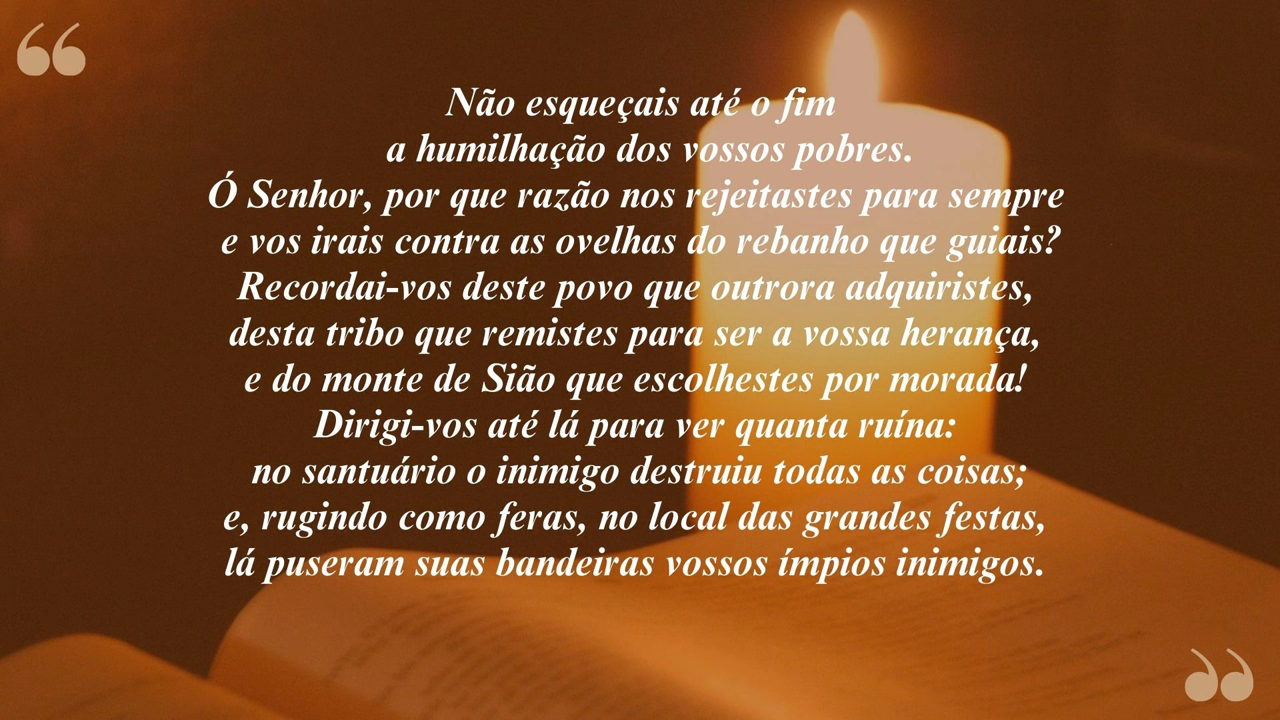 Não esqueçais até o fim
a humilhação dos vossos pobres.
Ó Senhor, por que razão nos rejeitastes para sempre
e vos irais contra as ovelhas do rebanho que guiais?
Recordai-vos deste povo que outrora adquiristes,
desta tribo que remistes para ser a vossa herança,
e do monte de Sião que escolhestes por morada!
Dirigi-vos até lá para ver quanta ruína:
no santuário o inimigo destruiu todas as coisas;
e, rugindo como feras, no local das grandes festas,
lá puseram suas bandeiras vossos ímpios inimigos.